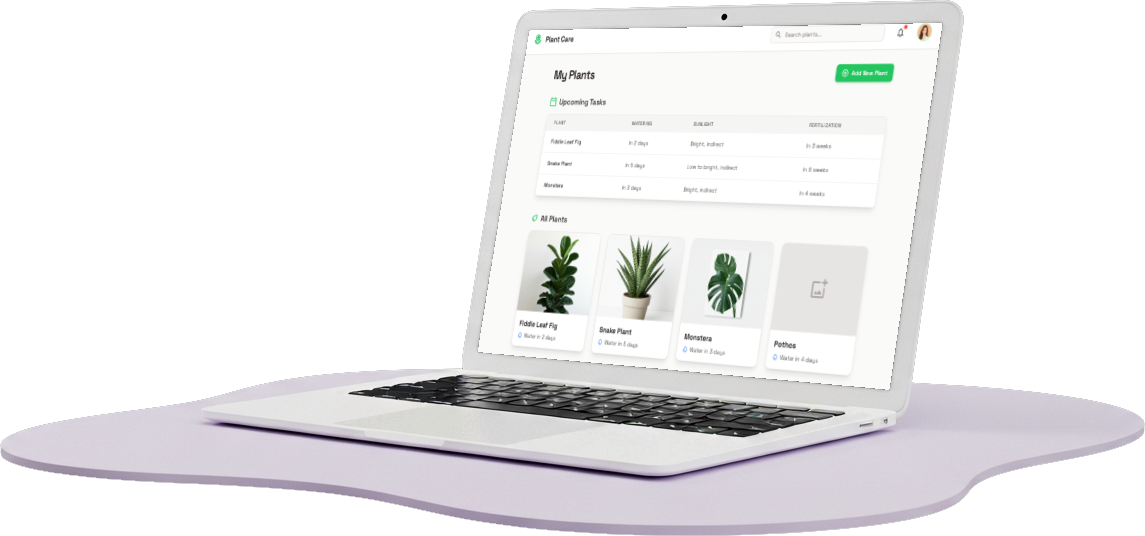 Plant Care
Search plants...
My Plants
Add New Plant
Upcoming Tasks
PLANT WATERING SUNLIGHT FERTILIZATION
Fiddle Leaf Fig In 2 days Bright, indirect In 3 weeks
Snake Plant In 5 days Low to bright, indirect
Monstera In 3 days Bright, indirect In 4 weeks
All Plants
Fiddle Leaf Fig
Water in 2 days
Snake Plant
Water in 5 days
Monstera
Water in 3 days
Pothos
Water in 4 days